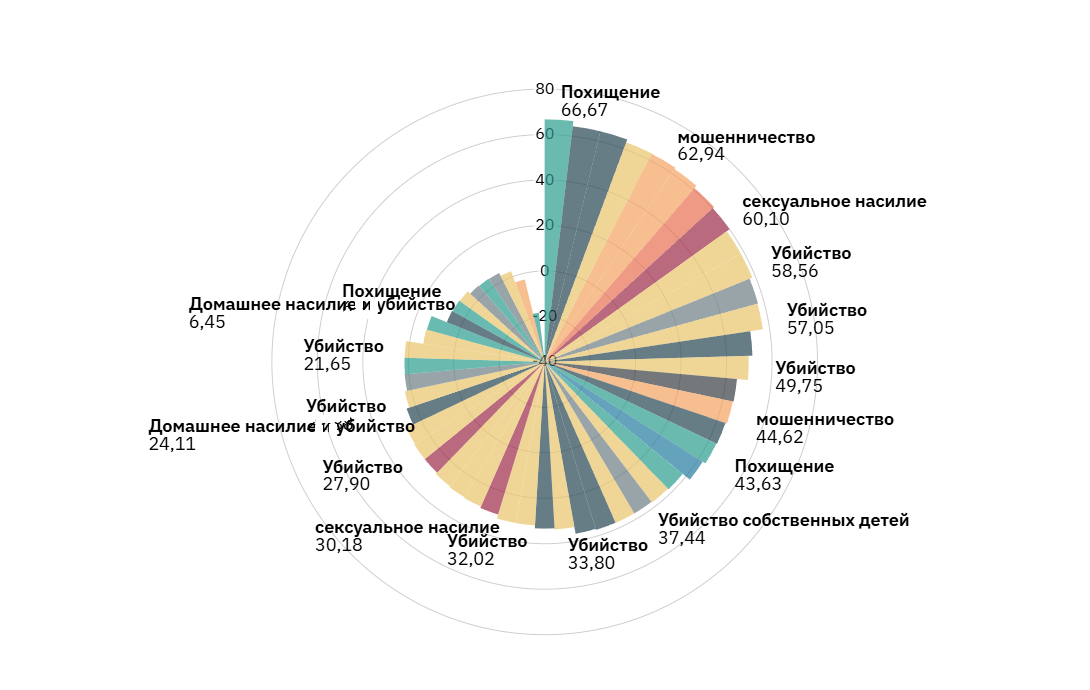 80
Похищение
66,67
60
мошенничество
62,94
40
сексуальное насилие
60,10
20
Убийство
58,56
0
Похищение
Домашнее насилие и убийство
6,45
Убийство
57,05
-20
Убийство
21,65
-40
Убийство
49,75
Убийство
мошенничество
44,62
Домашнее насилие и убийство
24,11
Убийство
27,90
Похищение
43,63
сексуальное насилие
30,18
Убийство
32,02
Убийство
33,80
Убийство собственных детей
37,44